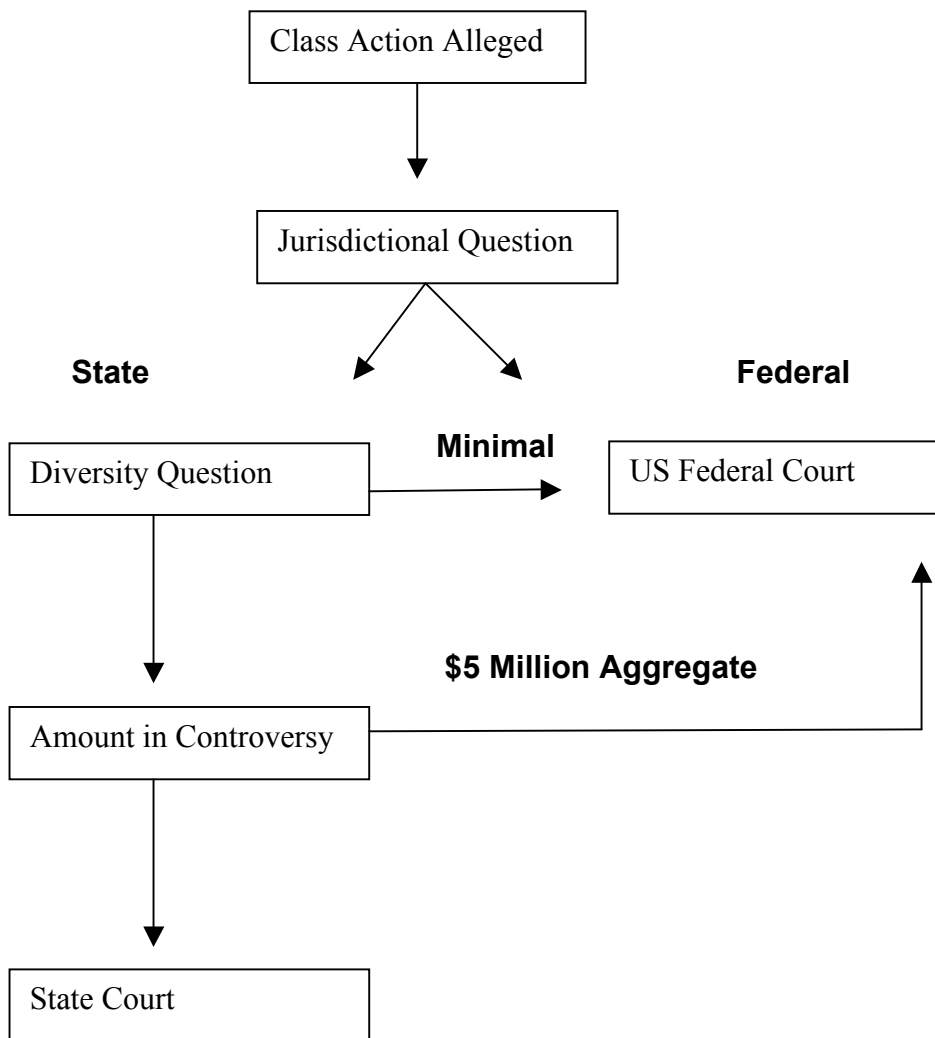 Class Action Alleged
Jurisdictional Question
State
Federal
Minimal
Diversity Question
US Federal Court
$5 Million Aggregate
Amount in Controversy
State Court